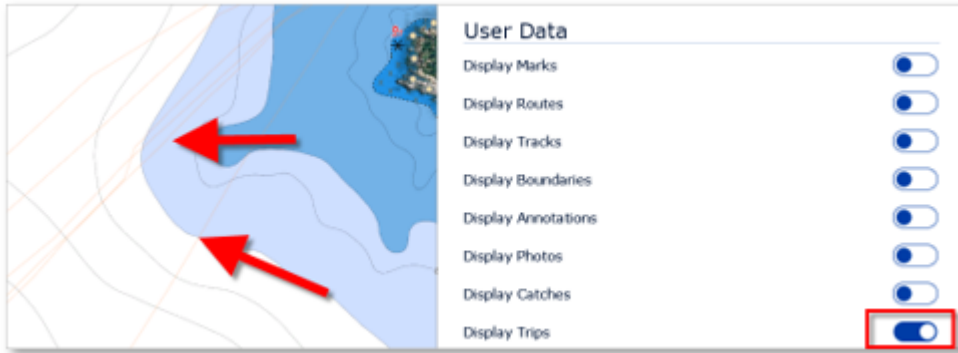 User Data
Display Marks
Display Routes
Display Tracks
Display Boundaries
Display Annotations
Display Photos
Display Catches
Display Trips